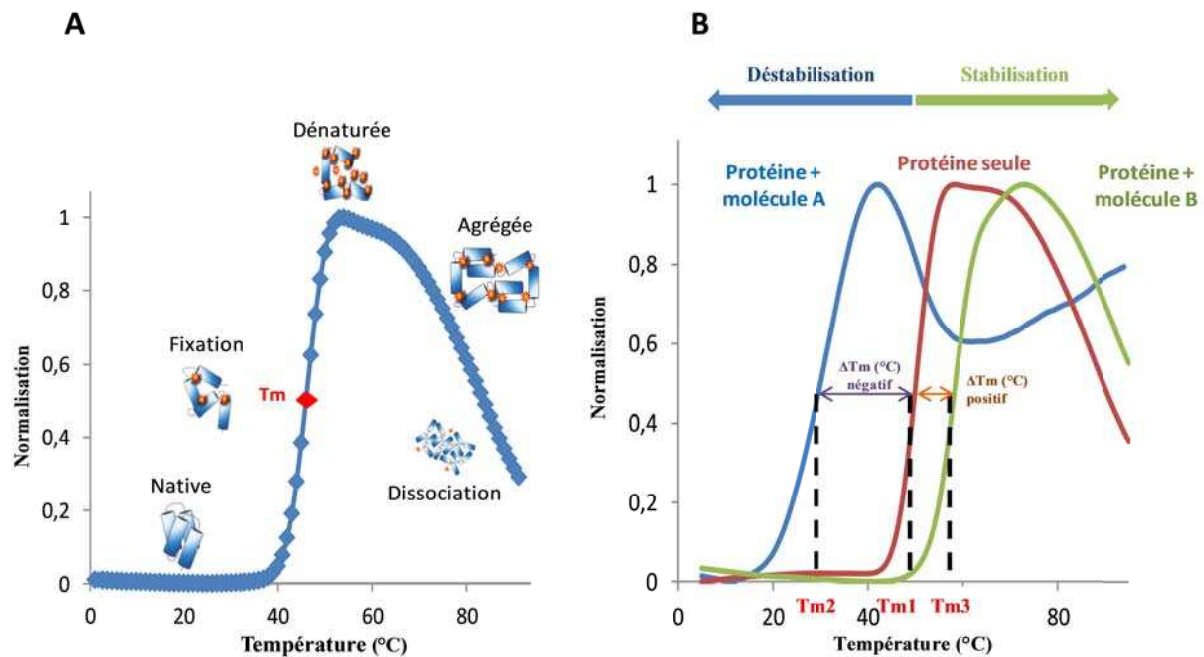 A
Dénaturée
Agrégée
Fixation
Tm
Native
Dissociation
Normalisation
1
0,8
0,6
0,4
0,2
0
0
20
40
60
80
Température (°C)
B
Déstabilisation
Stabilisation
Protéine +
molécule A
Protéine seule
Protéine +
molécule B
ΔTm (°C)
négatif
ΔTm (°C)
positif
Normalisation
1
0,8
0,6
0,4
0,2
0
0
20
40
60
80
Tm2
Tm1
Tm3
Température (°C)